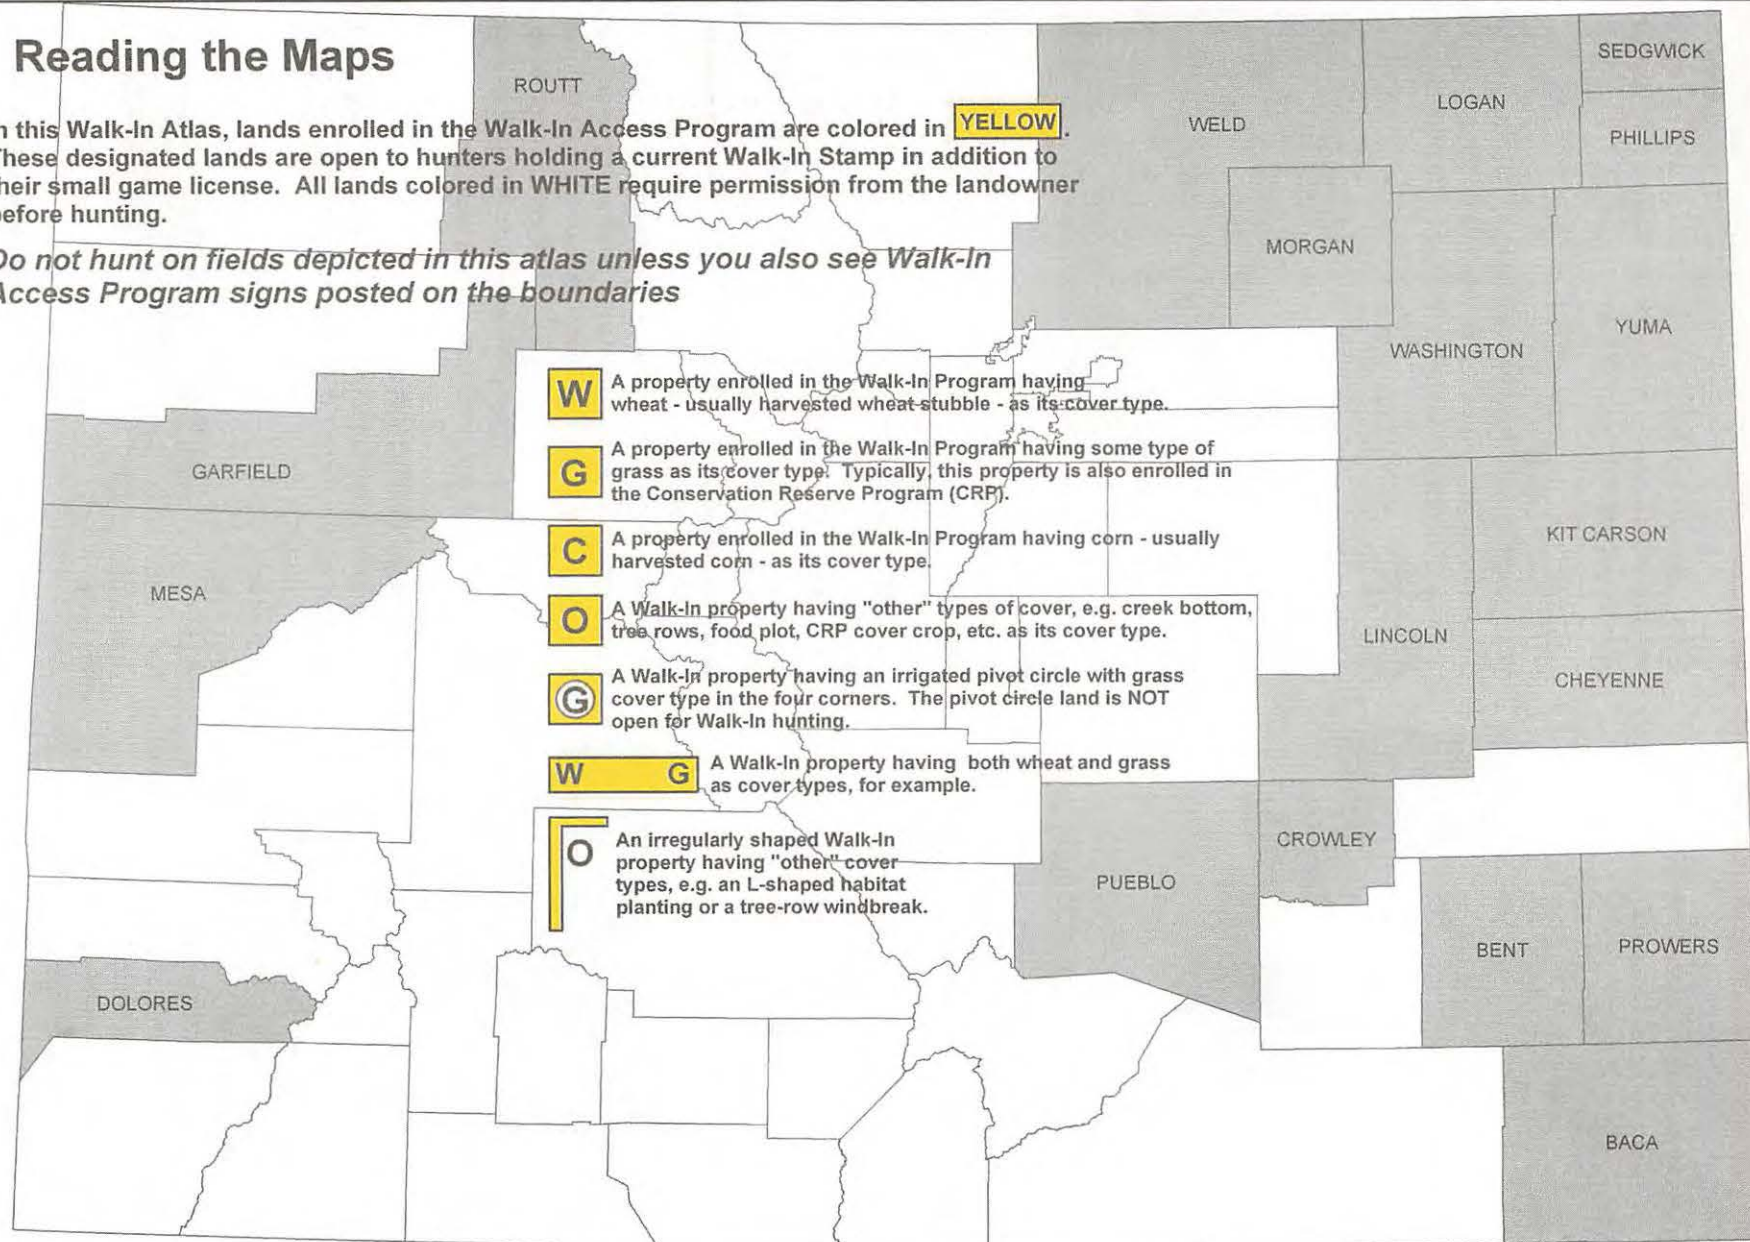 Reading the Maps
n this Walk-In Atlas, lands enrolled in the Walk-In Access Program are colored in YELLOW.
These designated lands are open to hunters holding a current Walk-In Stamp in addition to
their small game license. All lands colored in WHITE require permission from the landowner
before hunting.
Do not hunt on fields depicted in this atlas unless you also see Walk-In
Access Program signs posted on the boundaries
W A property enrolled in the Walk-In Program having
wheat - usually harvested wheat stubble - as its cover type.
G A property enrolled in the Walk-In Program having some type of
grass as its cover type. Typically, this property is also enrolled in
the Conservation Reserve Program (CRP).
C A property enrolled in the Walk-In Program having corn - usually
harvested corn - as its cover type.
O A Walk-In property having "other" types of cover, e.g. creek bottom,
tree rows, food plot, CRP cover crop, etc. as its cover type.
G A Walk-In property having an irrigated pivot circle with grass
cover type in the four corners. The pivot circle land is NOT
open for Walk-In hunting.
W G A Walk-In property having both wheat and grass
as cover types, for example.
O An irregularly shaped Walk-In
property having "other" cover
types, e.g. an L-shaped habitat
planting or a tree-row windbreak.
ROUTT
WELD
LOGAN
SEDGWICK
PHILLIPS
MORGAN
WASHINGTON
YUMA
GARFIELD
MESA
KIT CARSON
LINCOLN
CHEYENNE
CROWLEY
PUEBLO
BENT
PROWERS
DOLORES
BACA